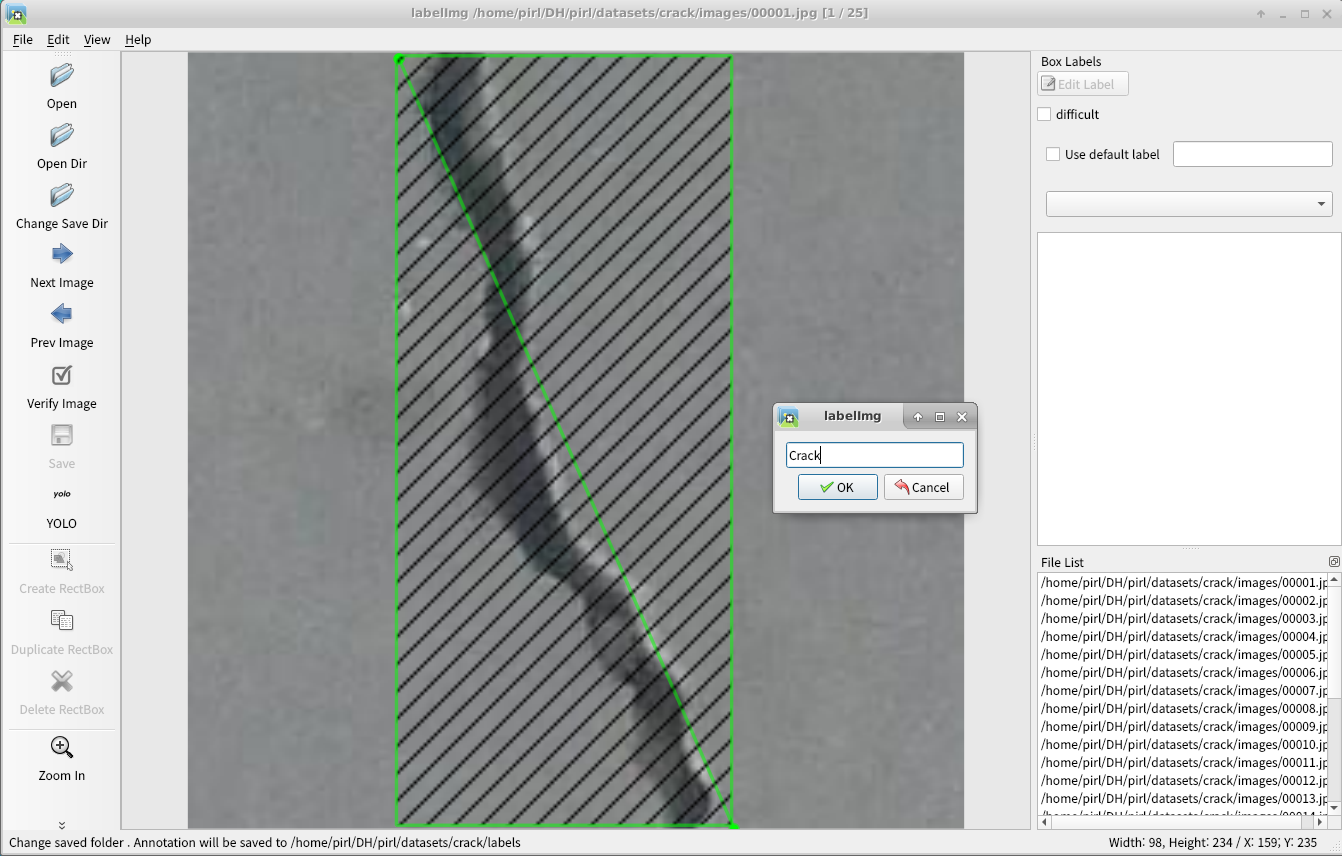 labelImg /home/pirl/DH/pirl/datasets/crack/images/00001.jpg [1 / 25]
File Edit View Help
Open
Open Dir
Change Save Dir
Next Image
Prev Image
Verify Image
Save
yolo
YOLO
Create RectBox
Duplicate RectBox
Delete RectBox
Zoom In
labelImg
Crack
OK Cancel
Box Labels
Edit Label
difficult
Use default label
File List
/home/pirl/DH/pirl/datasets/crack/images/00001.jp
/home/pirl/DH/pirl/datasets/crack/images/00002.jp
/home/pirl/DH/pirl/datasets/crack/images/00003.jp
/home/pirl/DH/pirl/datasets/crack/images/00004.jp
/home/pirl/DH/pirl/datasets/crack/images/00005.jp
/home/pirl/DH/pirl/datasets/crack/images/00006.jp
/home/pirl/DH/pirl/datasets/crack/images/00007.jp
/home/pirl/DH/pirl/datasets/crack/images/00008.jp
/home/pirl/DH/pirl/datasets/crack/images/00009.jp
/home/pirl/DH/pirl/datasets/crack/images/00010.jp
/home/pirl/DH/pirl/datasets/crack/images/00011.jp
/home/pirl/DH/pirl/datasets/crack/images/00012.jp
/home/pirl/DH/pirl/datasets/crack/images/00013.jp
Change saved folder . Annotation will be saved to /home/pirl/DH/pirl/datasets/crack/labels
Width: 98, Height: 234 / X: 159; Y: 235